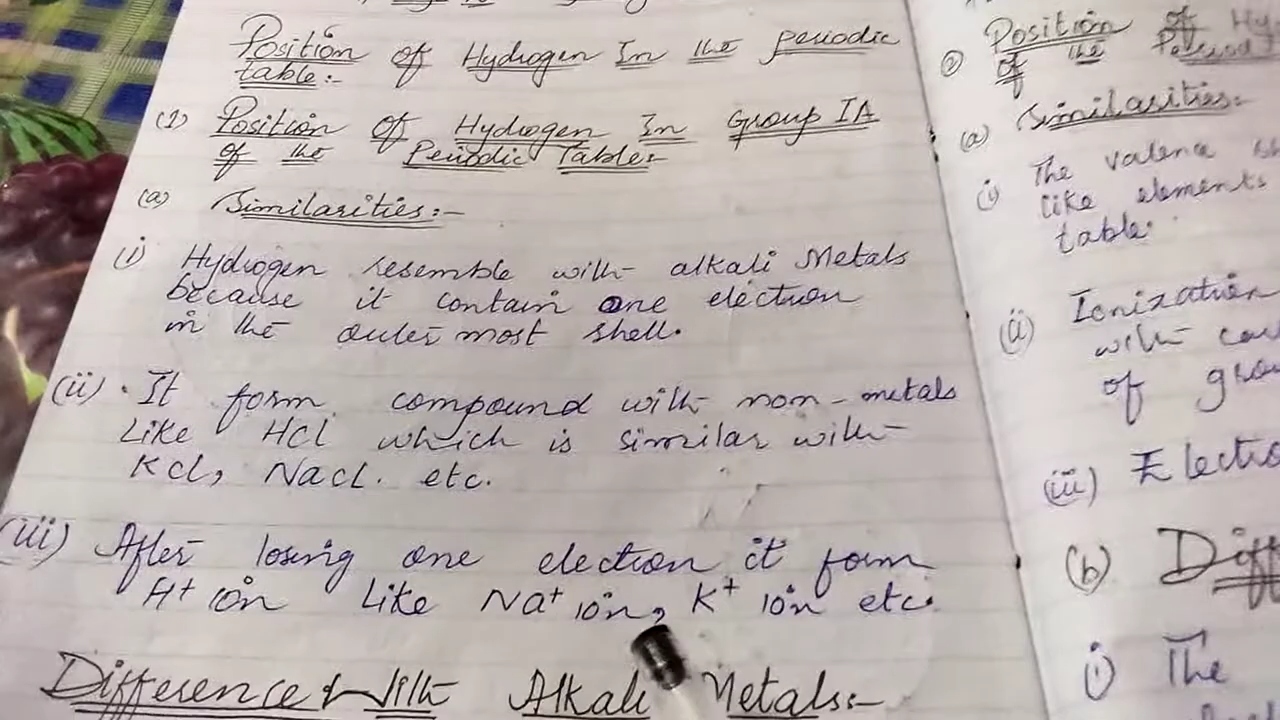 Position of Hydrogen In the periodic
table:-
(1) Position of Hydrogen In Group IA
of the Periodic Table:-
(a) Similarities:-
(i) Hydrogen resemble with alkali Metals
because it contain one electron
in the outer most shell.
(ii) It form compound with non-metals
Like HCl which is similar with
KCl, NaCl. etc.
(iii) After losing one electron it form
H+ ion Like Na+ ion, K+ ion etc.
Difference With Alkali Metals:-
Position of
of the
(a) Similarities:-
(i) The valence
like elements
table.
(ii) Ionization
with
of
(iii)
(b)
(i) The